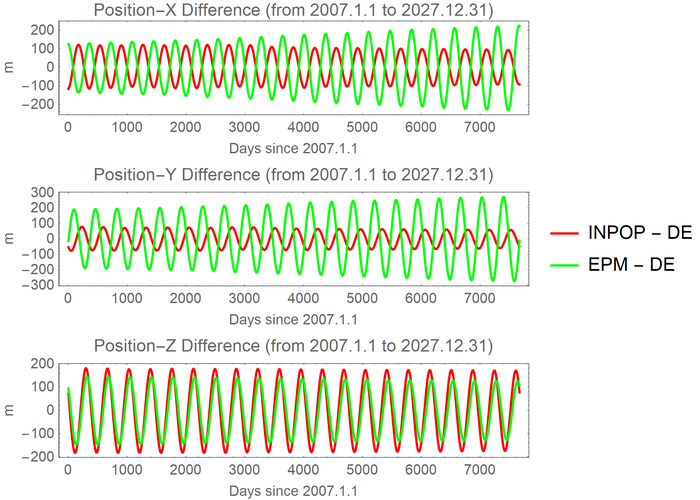 Position−X Difference (from 2007.1.1 to 2027.12.31)
200
100
0
−100
−200
m
0 1000 2000 3000 4000 5000 6000 7000
Days since 2007.1.1
Position−Y Difference (from 2007.1.1 to 2027.12.31)
300
200
100
0
−100
−200
−300
m
0 1000 2000 3000 4000 5000 6000 7000
Days since 2007.1.1
INPOP − DE
EPM − DE
Position−Z Difference (from 2007.1.1 to 2027.12.31)
200
100
0
−100
−200
m
0 1000 2000 3000 4000 5000 6000 7000
Days since 2007.1.1